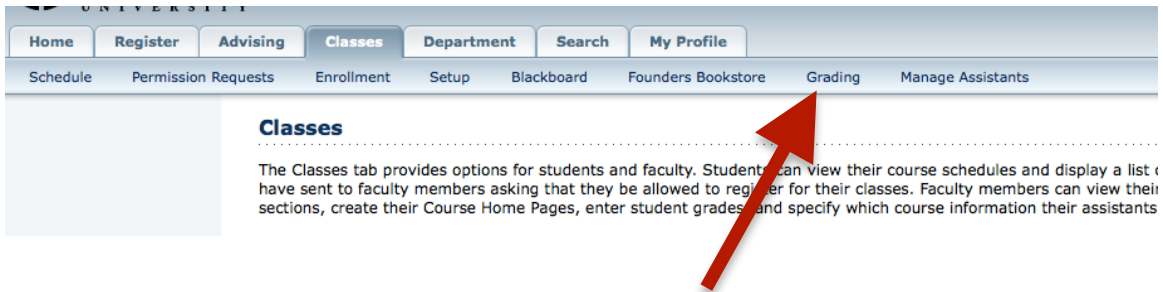 UNIVERSITY
Home Register Advising Classes Department Search My Profile
Schedule Permission Requests Enrollment Setup Blackboard Founders Bookstore Grading Manage Assistants
Classes
The Classes tab provides options for students and faculty. Students can view their course schedules and display a list
have sent to faculty members asking that they be allowed to register for their classes. Faculty members can view their
sections, create their Course Home Pages, enter student grades, and specify which course information their assistants